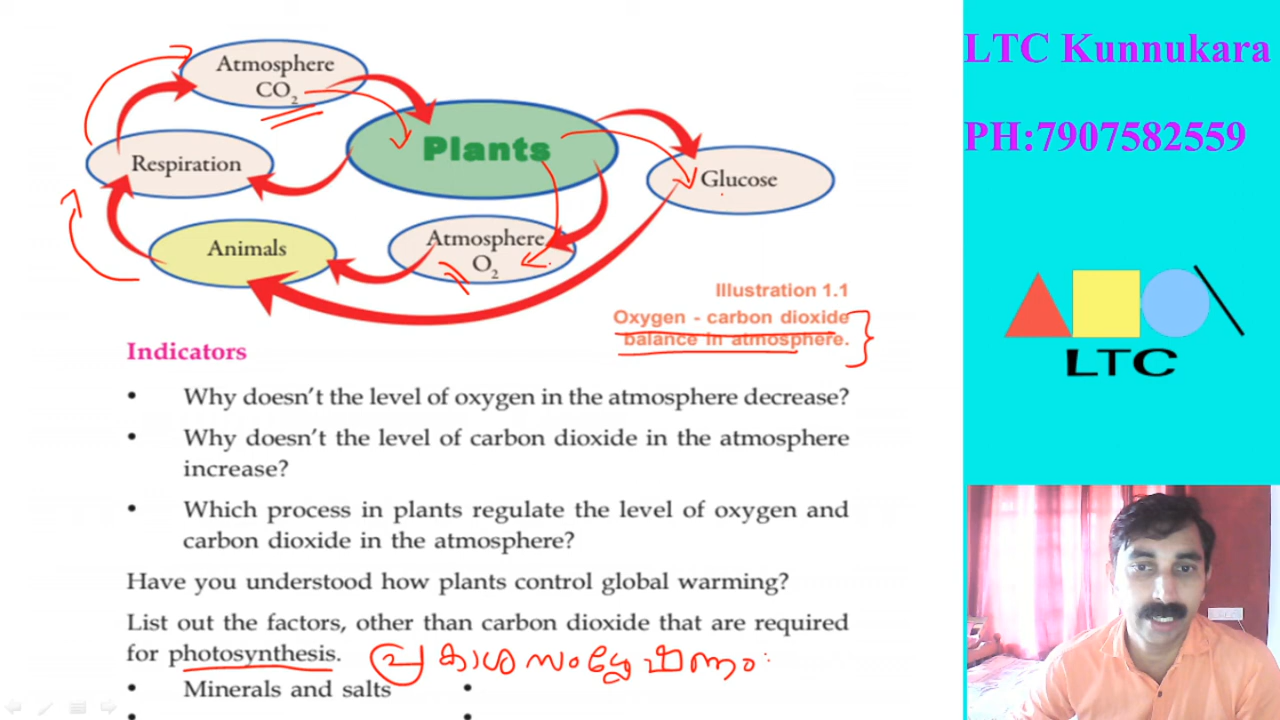 Atmosphere
CO2
Plants
Respiration
Glucose
Animals
Atmosphere
O2
Illustration 1.1
Oxygen - carbon dioxide
balance in atmosphere.
Indicators
• Why doesn't the level of oxygen in the atmosphere decrease?
• Why doesn't the level of carbon dioxide in the atmosphere
increase?
• Which process in plants regulate the level of oxygen and
carbon dioxide in the atmosphere?
Have you understood how plants control global warming?
List out the factors, other than carbon dioxide that are required
for photosynthesis. പ്രകാശസംശ്ലേഷണം
• Minerals and salts •
LTC Kunnukara
PH:7907582559
LTC